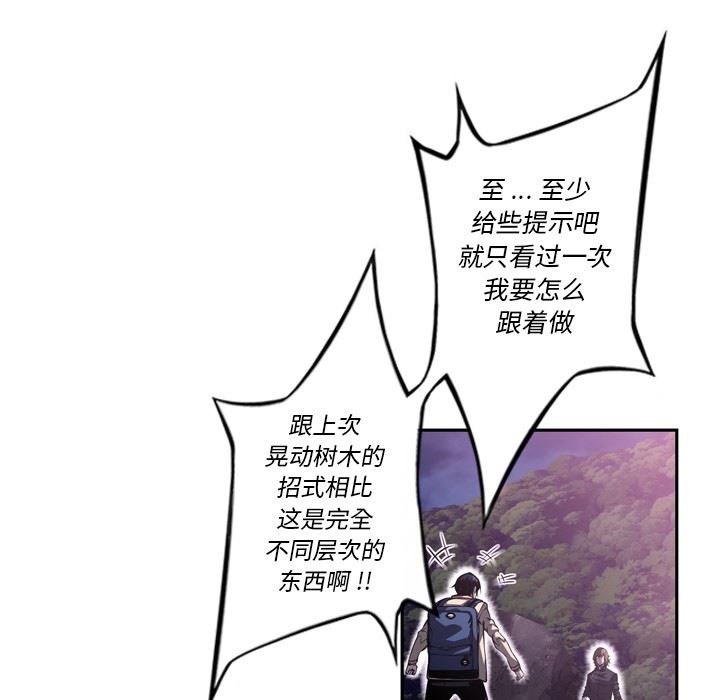 至...至少
给些提示吧
就只看过一次
我要怎么
跟着做
跟上次
晃动树木的
招式相比
这是完全
不同层次的
东西啊!!